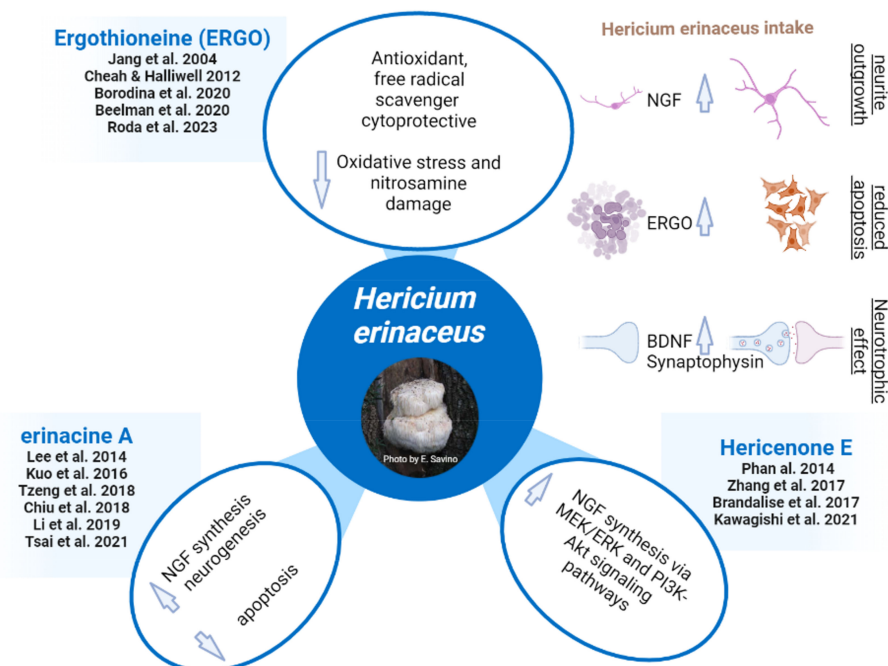 Ergothioneine (ERGO)
Jang et al. 2004
Cheah & Halliwell 2012
Borodina et al. 2020
Beelman et al. 2020
Roda et al. 2023
Antioxidant,
free radical
scavenger
cytoprotective
Oxidative stress and
nitrosamine
damage
Hericium erinaceus intake
NGF
neurite
outgrowth
ERGO
reduced
apoptosis
BDNF
Synaptophysin
Neurotrophic
effect
Hericium
erinaceus
Photo by E. Savino
erinacine A
Lee et al. 2014
Kuo et al. 2016
Tzeng et al. 2018
Chiu et al. 2018
Li et al. 2019
Tsai et al. 2021
NGF synthesis
neurogenesis
apoptosis
Hericenone E
Phan al. 2014
Zhang et al. 2017
Brandalise et al. 2017
Kawagishi et al. 2021
NGF synthesis via
MEK/ERK and PI3K-
Akt signaling
pathways